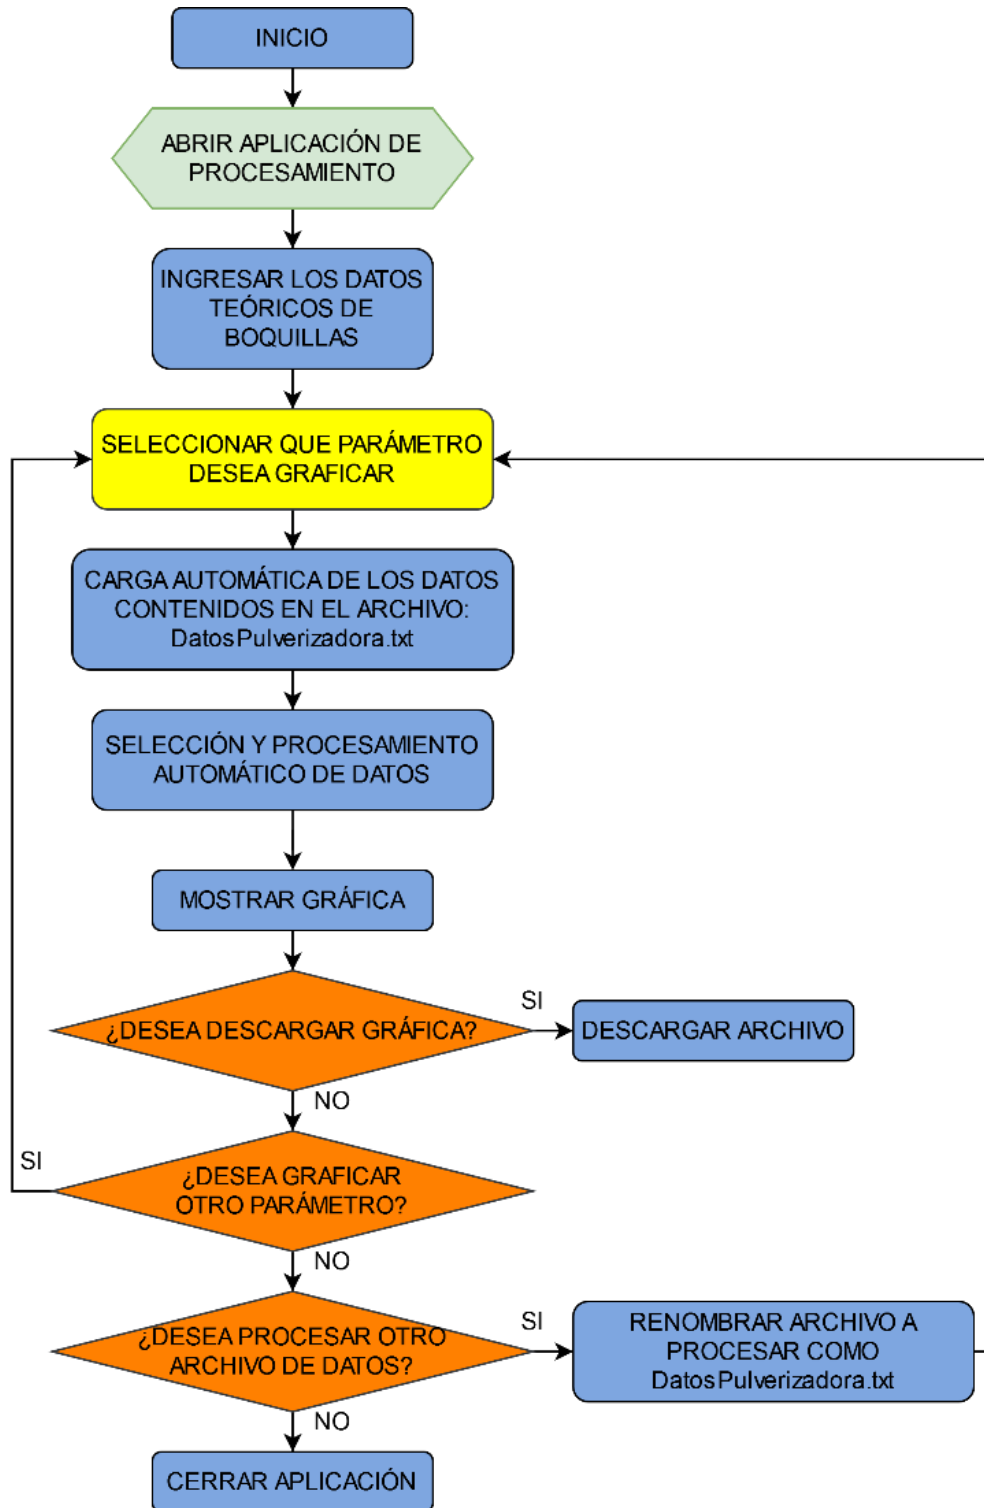 INICIO
ABRIR APLICACIÓN DE
PROCESAMIENTO
INGRESAR LOS DATOS
TEÓRICOS DE
BOQUILLAS
SELECCIONAR QUE PARÁMETRO
DESEA GRAFICAR
CARGA AUTOMÁTICA DE LOS DATOS
CONTENIDOS EN EL ARCHIVO:
DatosPulverizadora.txt
SELECCIÓN Y PROCESAMIENTO
AUTOMÁTICO DE DATOS
MOSTRAR GRÁFICA
¿DESEA DESCARGAR GRÁFICA?
SI
DESCARGAR ARCHIVO
NO
SI
¿DESEA GRAFICAR
OTRO PARÁMETRO?
NO
¿DESEA PROCESAR OTRO
ARCHIVO DE DATOS?
SI
RENOMBRAR ARCHIVO A
PROCESAR COMO
DatosPulverizadora.txt
NO
CERRAR APLICACIÓN